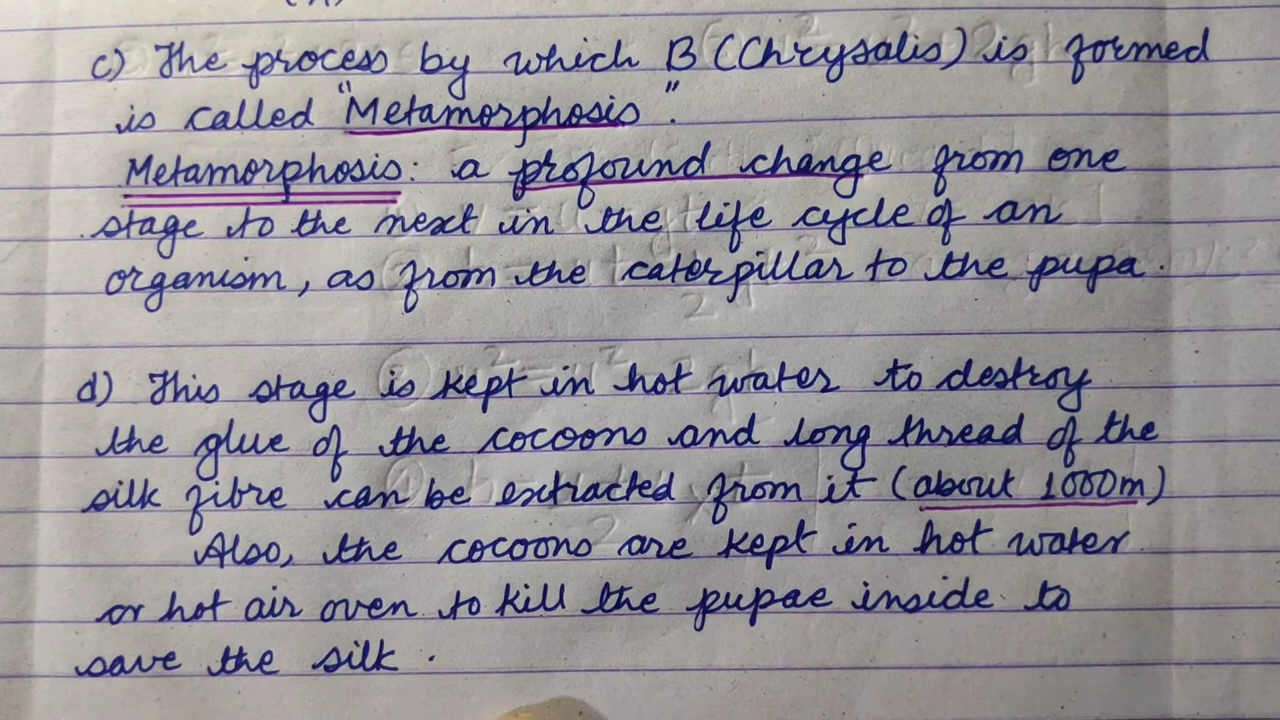 c) The process by which B (Chrysalis) is formed
is called "Metamorphosis".
Metamorphosis: a profound change from one
stage to the next in the life cycle of an
organism, as from the caterpillar to the pupa.
d) This stage is kept in hot water to destroy
the glue of the cocoons and long thread of the
silk fibre can be extracted from it (about 1000m)
Also, the cocoons are kept in hot water
or hot air oven to kill the pupae inside to
save the silk.